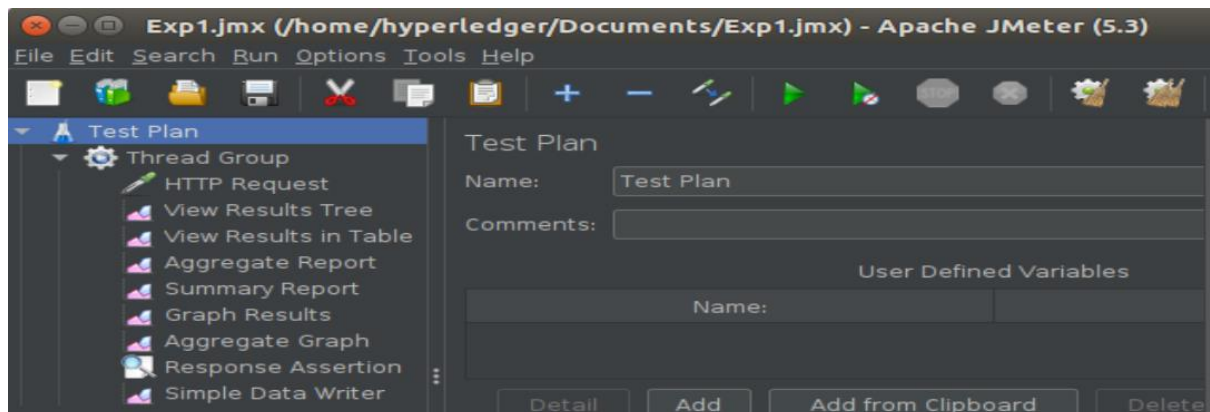 Exp1.jmx (/home/hyperledger/Documents/Exp1.jmx) - Apache JMeter (5.3)
File Edit Search Run Options Tools Help
STOP
Test Plan
Thread Group
HTTP Request
View Results Tree
View Results in Table
Aggregate Report
Summary Report
Graph Results
Aggregate Graph
Response Assertion
Simple Data Writer
Test Plan
Name: Test Plan
Comments:
User Defined Variables
Name:
Detail Add Add from Clipboard Delete